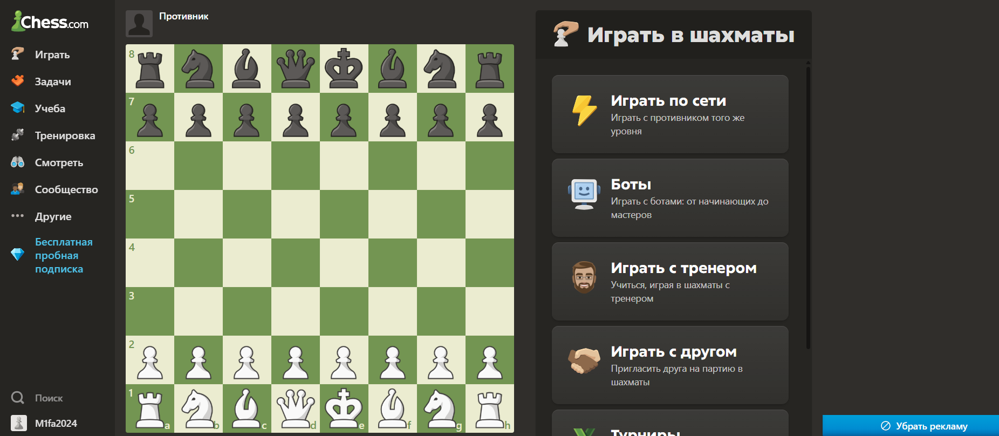 Chess.com
Играть
Задачи
Учеба
Тренировка
Смотреть
Сообщество
Другие
Бесплатная
пробная
подписка
Поиск
M1fa2024
Противник
8
7
6
5
4
3
2
1
a b c d e f g h
Играть в шахматы
Играть по сети
Играть с противником того же
уровня
Боты
Играть с ботами: от начинающих до
мастеров
Играть с тренером
Учиться, играя в шахматы с
тренером
Играть с другом
Пригласить друга на партию в
шахматы
Турниры
Убрать рекламу